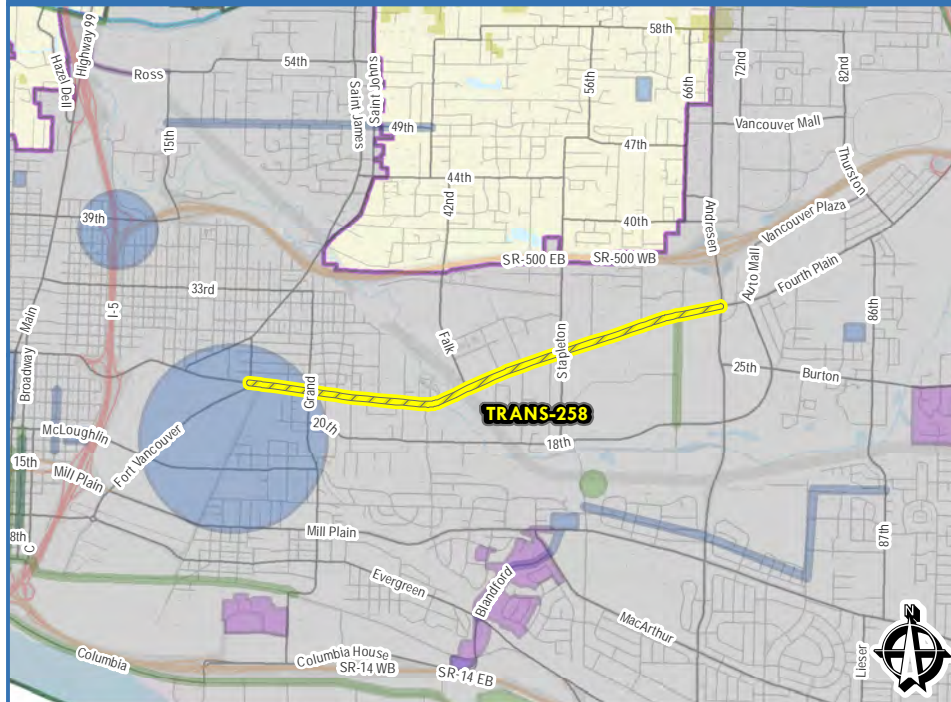 Highway 99
58th
Hazel Dell
Ross
54th
Saint James
Saint Johns
56th
66th
72nd
82nd
15th
49th
Vancouver Mall
47th
44th
Thurston
42nd
39th
40th
Andresen
Vancouver Plaza
SR-500 EB
SR-500 WB
Auto Mall
Fourth Plain
33rd
I-5
86th
Main
Broadway
Falk
Stapleton
25th
Burton
Grand
TRANS-258
20th
McLoughlin
Fort Vancouver
18th
15th
Mill Plain
Mill Plain
8th
C
87th
Evergreen
Blandford
MacArthur
Columbia
Columbia House
SR-14 WB
SR-14 EB
Lieser
N